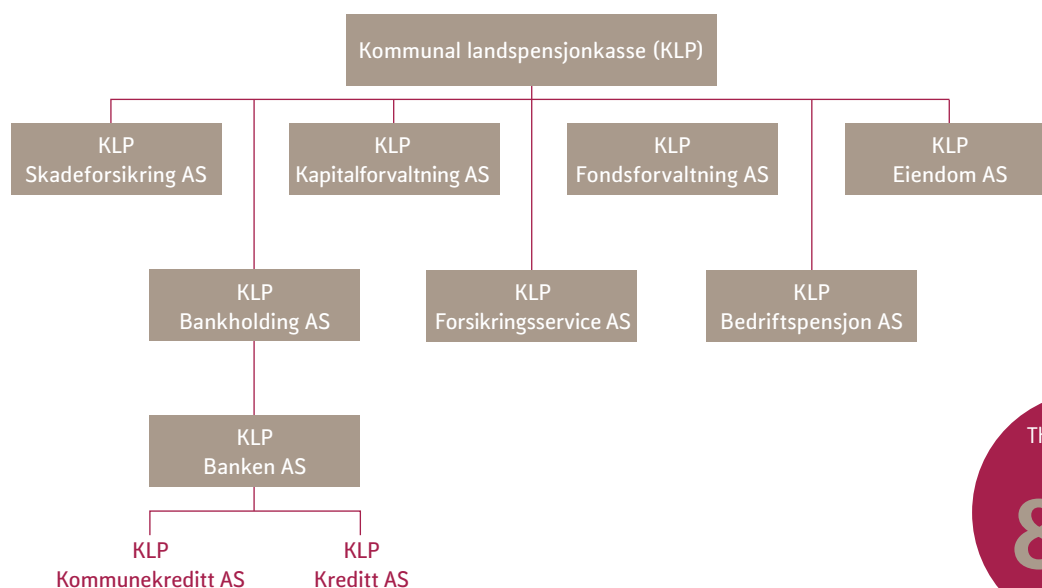 Kommunal landspensjonkasse (KLP)
KLP
Skadeforsikring AS
KLP
Kapitalforvaltning AS
KLP
Fondsforvaltning AS
KLP
Eiendom AS
KLP
Bankholding AS
KLP
Forsikringsservice AS
KLP
Bedriftspensjon AS
KLP
Banken AS
KLP
Kommunekreditt AS
KLP
Kreditt AS